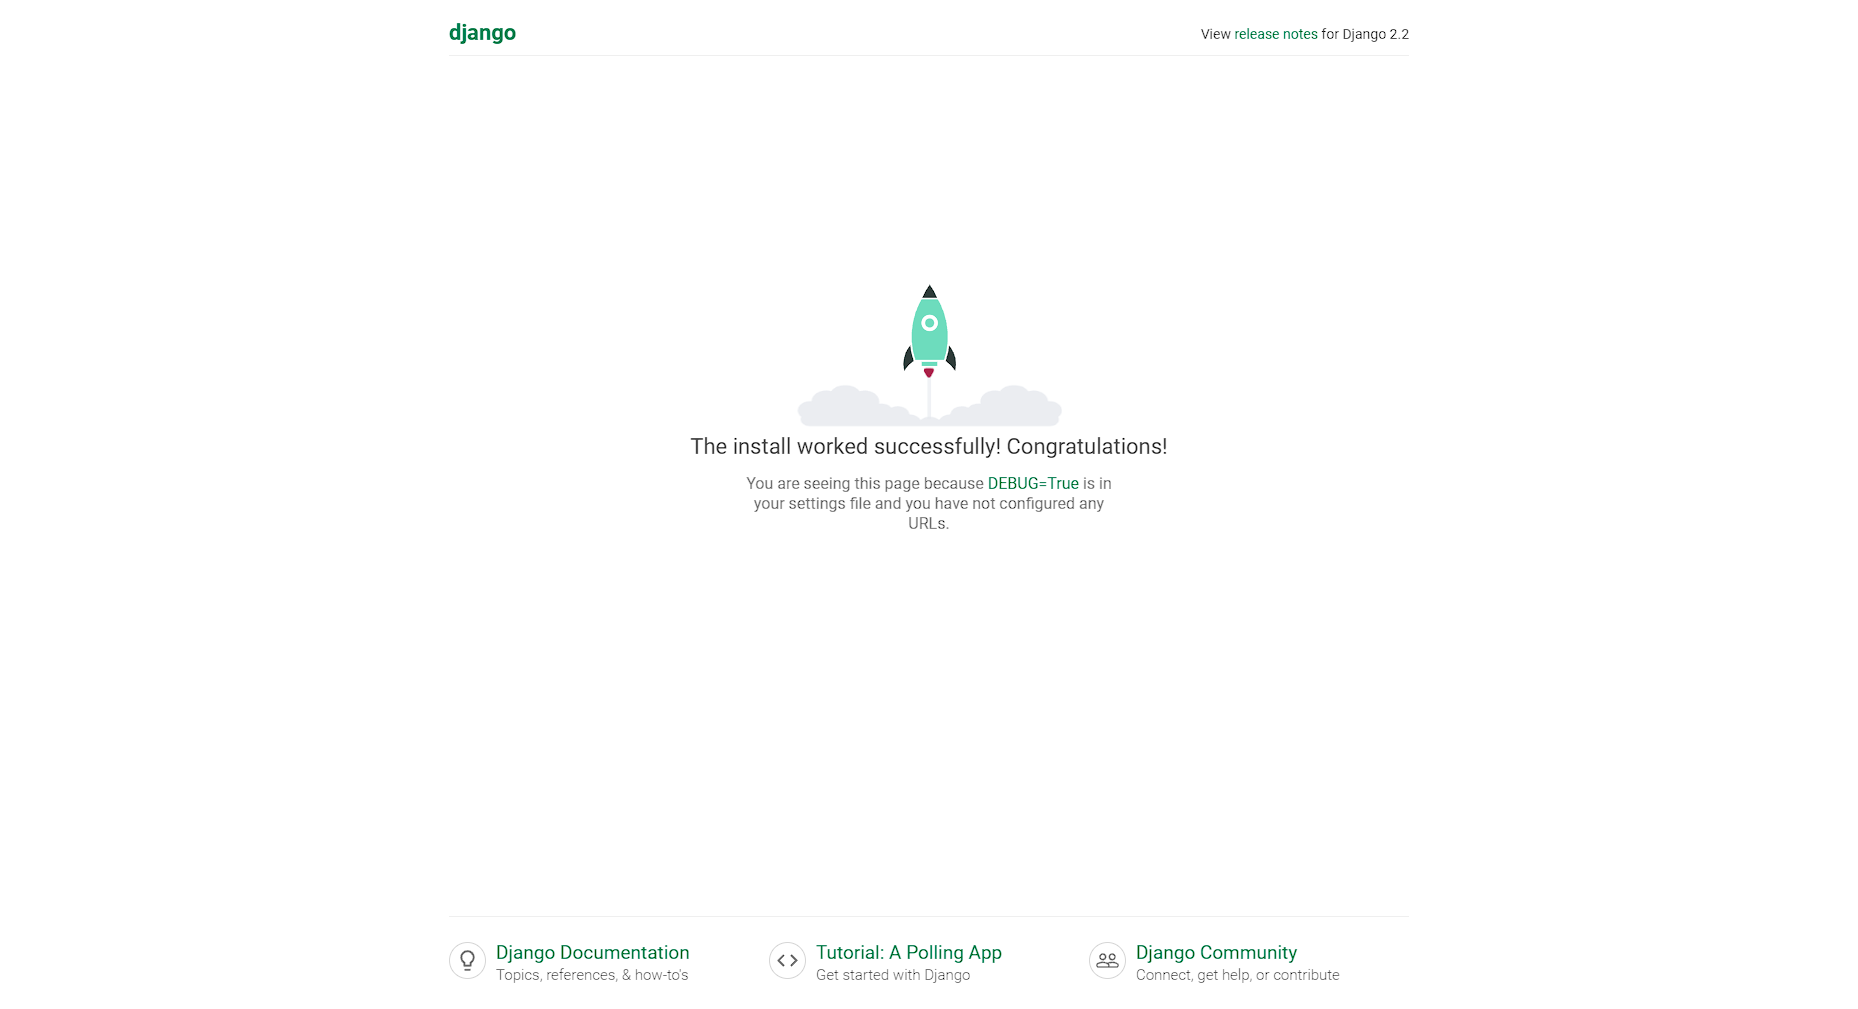 django
View release notes for Django 2.2
The install worked successfully! Congratulations!
You are seeing this page because DEBUG=True is in
your settings file and you have not configured any
URLs.
Django Documentation
Topics, references, & how-to's
Tutorial: A Polling App
Get started with Django
Django Community
Connect, get help, or contribute